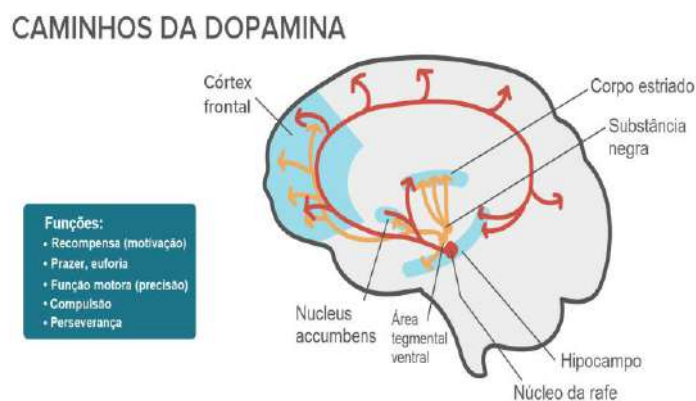 CAMINHOS DA DOPAMINA
Córtex
frontal
Corpo estriado
Substância
negra
Funções:
• Recompensa (motivação)
• Prazer, euforia
• Função motora (precisão)
• Compulsão
• Perseverança
Nucleus
accumbens
Área
tegmental
ventral
Hipocampo
Núcleo da rafe